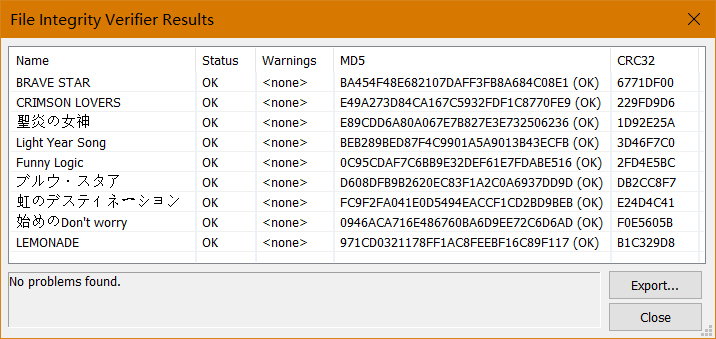 File Integrity Verifier Results
Name Status Warnings MD5 CRC32
BRAVE STAR OK <none> BA454F48E682107DAFF3FB8A684C08E1 (OK) 6771DF00
CRIMSON LOVERS OK <none> E49A273D84CA167C5932FDF1C8770FE9 (OK) 229FD9D6
聖炎の女神 OK <none> E89CDD6A80A067E7B827E3E732506236 (OK) 1D92E25A
Light Year Song OK <none> BEB289BED87F4C9901A5A9013B43ECFB (OK) 3D46F7C0
Funny Logic OK <none> 0C95CDAF7C6BB9E32DEF61E7FDABE516 (OK) 2FD4E5BC
ブルウ・スタア OK <none> D608DFB9B2620EC83F1A2C0A6937DD9D (OK) DB2CC8F7
虹のデスティネーション OK <none> FC9F2FA041E0D5494EACCF1CD2BD9BEB (OK) E24D4C41
始めのDon't worry OK <none> 0946ACA716E486760BA6D9EE72C6D6AD (OK) F0E5605B
LEMONADE OK <none> 971CD0321178FF1AC8FEEBF16C89F117 (OK) B1C329D8
No problems found.
Export...
Close